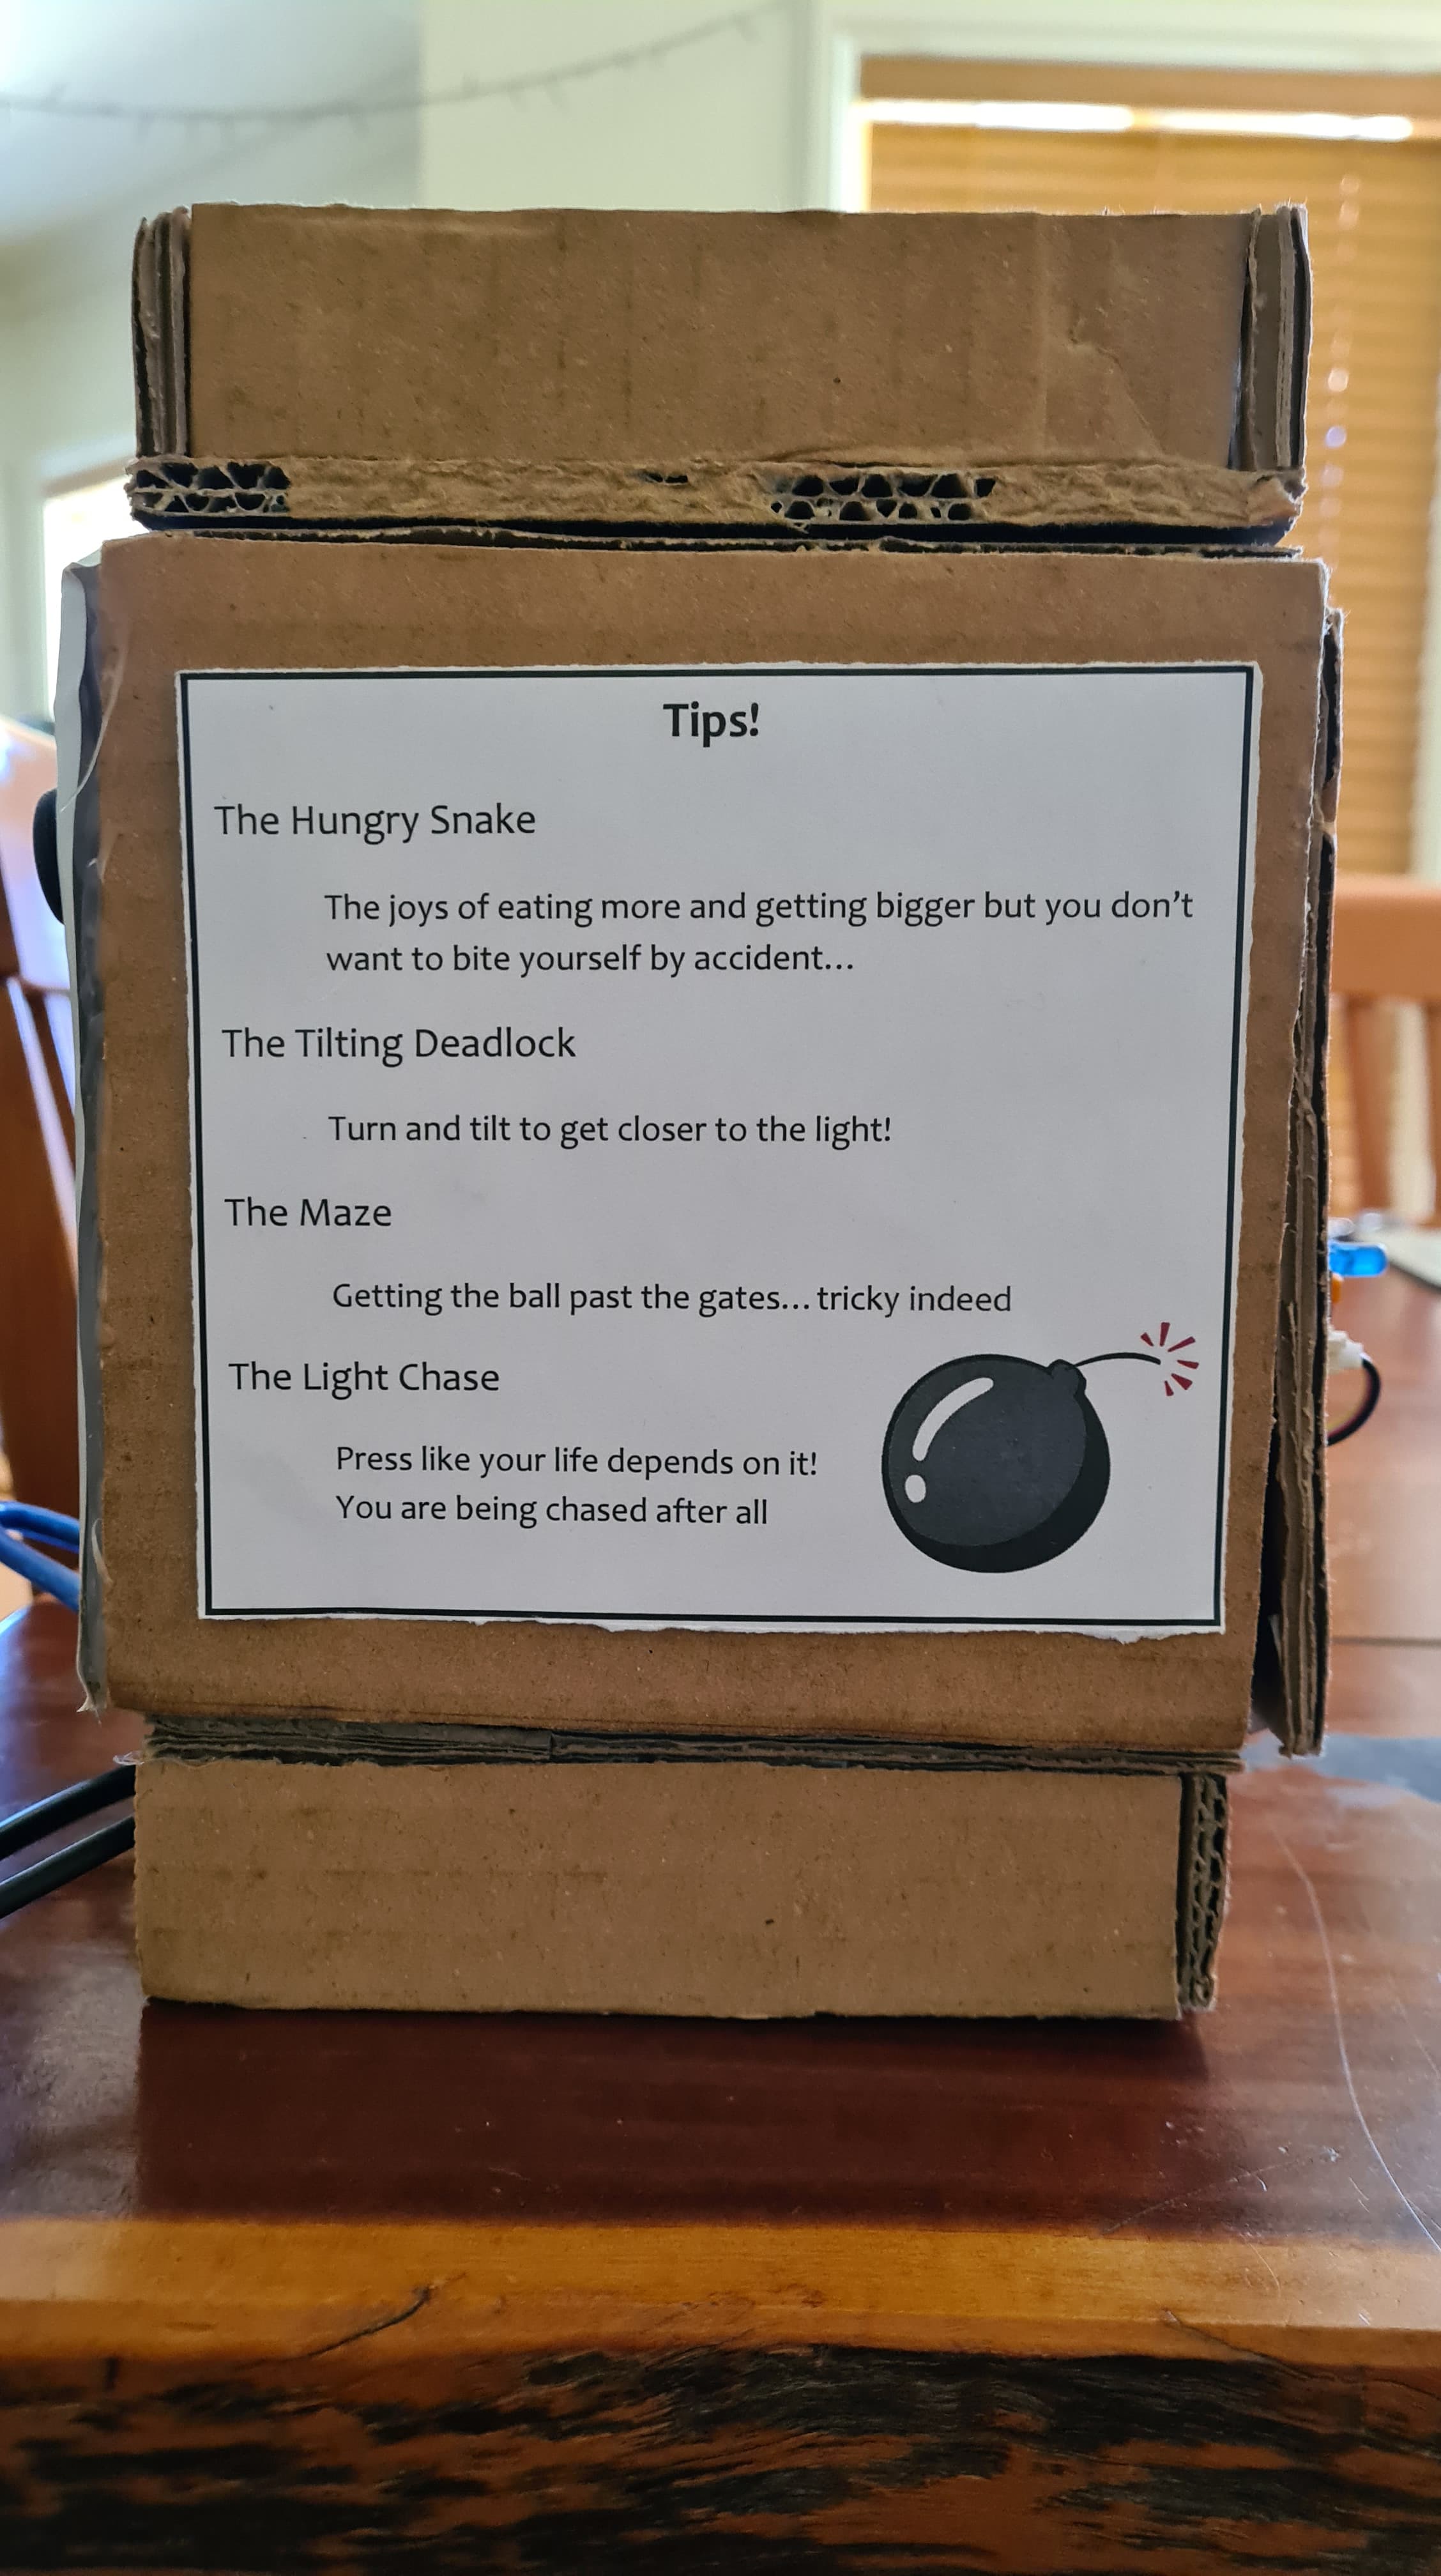 Tips!
The Hungry Snake
The joys of eating more and getting bigger but you don’t
want to bite yourself by accident...
The Tilting Deadlock
Turn and tilt to get closer to the light!
The Maze
Getting the ball past the gates... tricky indeed
The Light Chase
Press like your life depends on it!
You are being chased after all